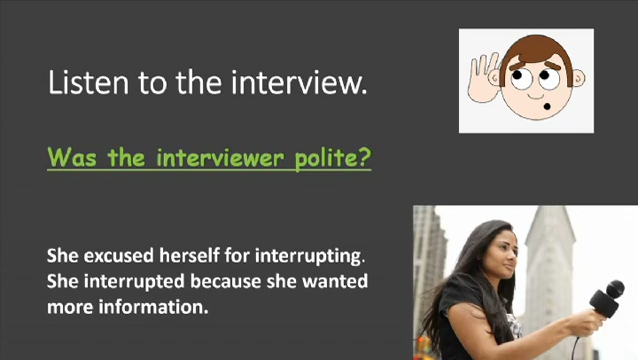 Listen to the interview.
Was the interviewer polite?
She excused herself for interrupting.
She interrupted because she wanted
more information.